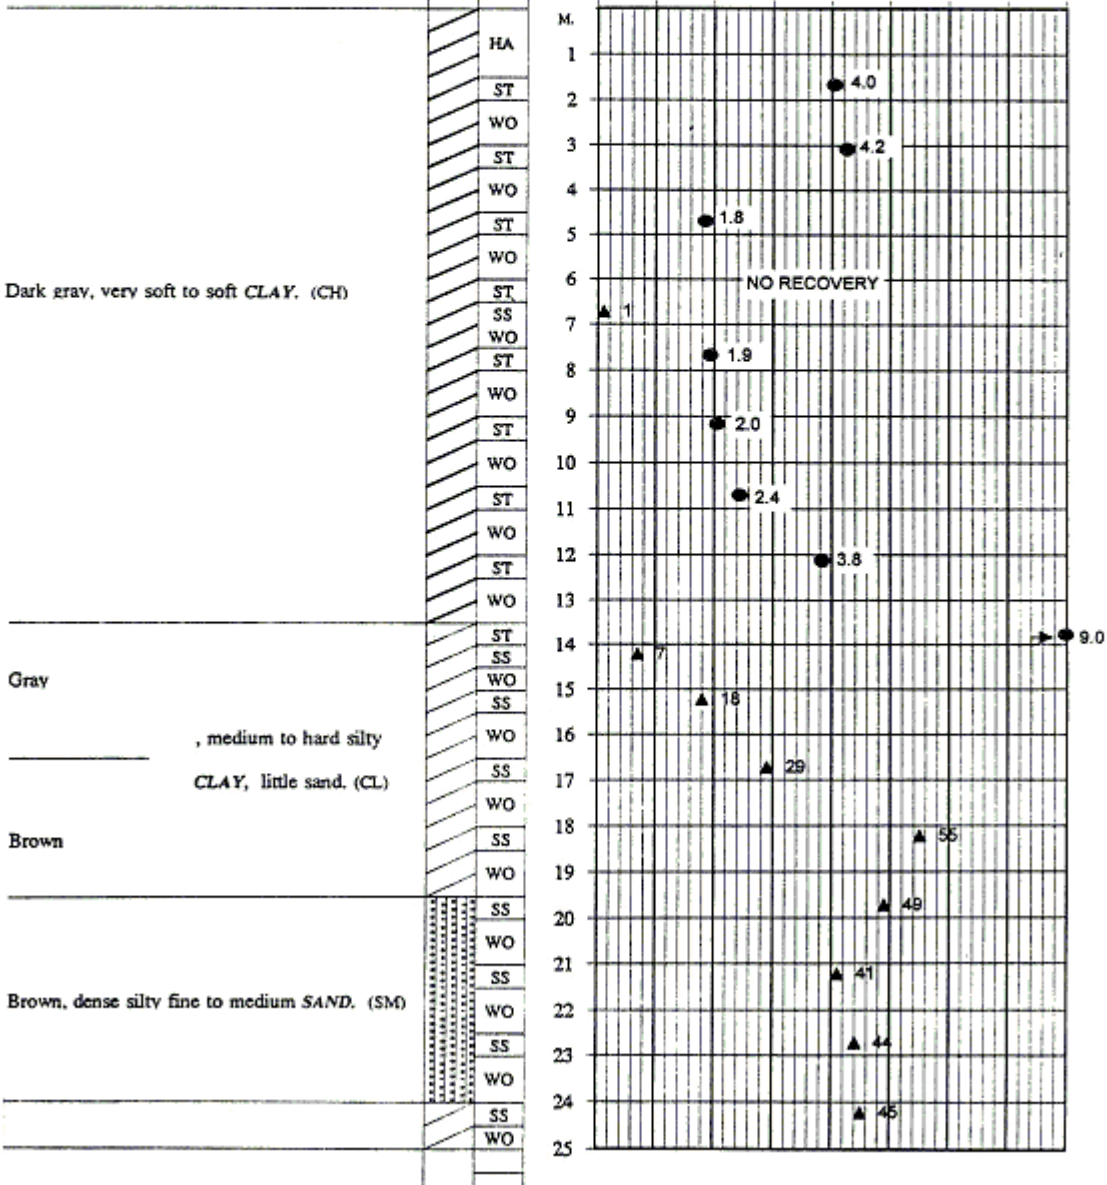 M.
HA
1
4.0
ST
2
WO
3
4.2
ST
WO
4
1.8
ST
5
WO
6
NO RECOVERY
Dark gray, very soft to soft CLAY. (CH)
ST
SS
1
7
WO
1.9
ST
8
WO
9
2.0
ST
WO
10
2.4
ST
11
WO
12
3.8
ST
WO
13
ST
9.0
14
7
SS
Gray
WO
15
18
SS
, medium to hard silty
WO
16
29
SS
CLAY, little sand. (CL)
17
WO
18
55
Brown
SS
19
WO
49
SS
20
WO
21
41
SS
Brown, dense silty fine to medium SAND. (SM)
WO
22
44
SS
23
WO
24
45
SS
WO
25